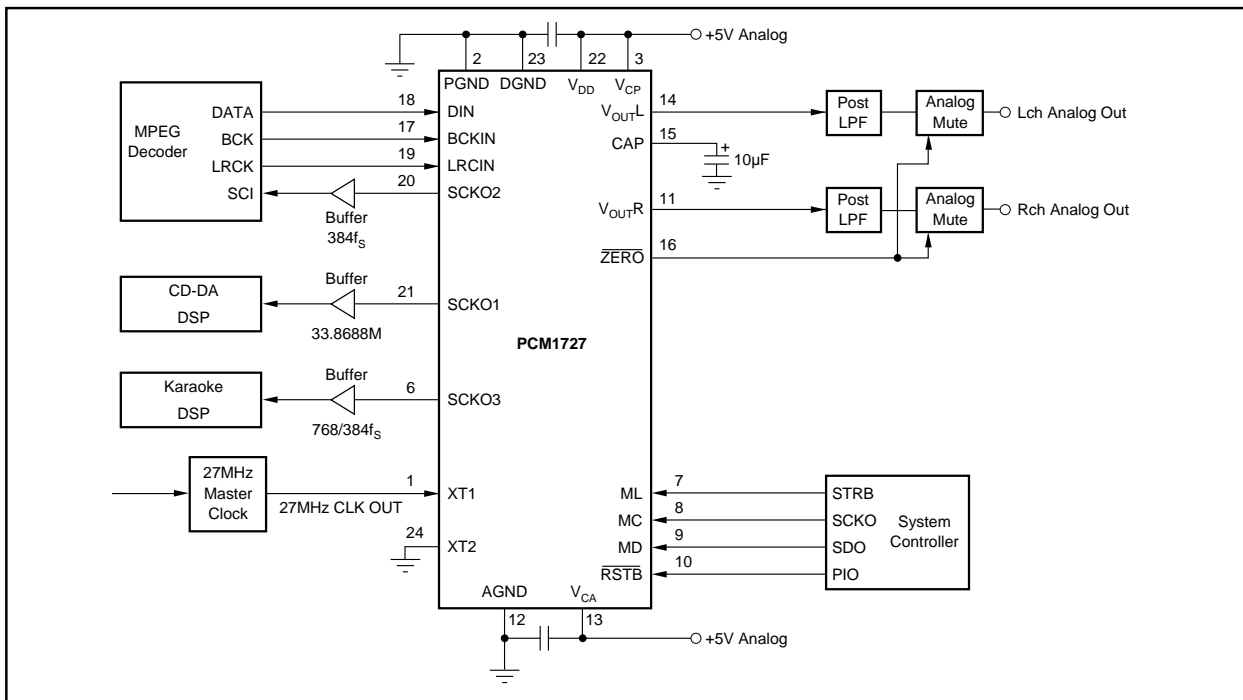 +5V Analog
2 23 22 3
PGND DGND VDD VCP
MPEG
Decoder
DATA 18 DIN
BCK 17 BCKIN
LRCK 19 LRCIN
SCI 20 SCKO2
Buffer
384fS
VOUTL 14 Post
LPF
Analog
Mute
Lch Analog Out
CAP 15
+
10µF
VOUTR 11 Post
LPF
Analog
Mute
Rch Analog Out
ZERO 16
CD-DA
DSP
Buffer
33.8688M
21 SCKO1
PCM1727
Karaoke
DSP
Buffer
768/384fS
6 SCKO3
27MHz
Master
Clock
27MHz CLK OUT
1 XT1
24 XT2
ML 7 STRB
MC 8 SCKO
MD 9 SDO
RSTB 10 PIO
System
Controller
AGND VCA
12 13
+5V Analog